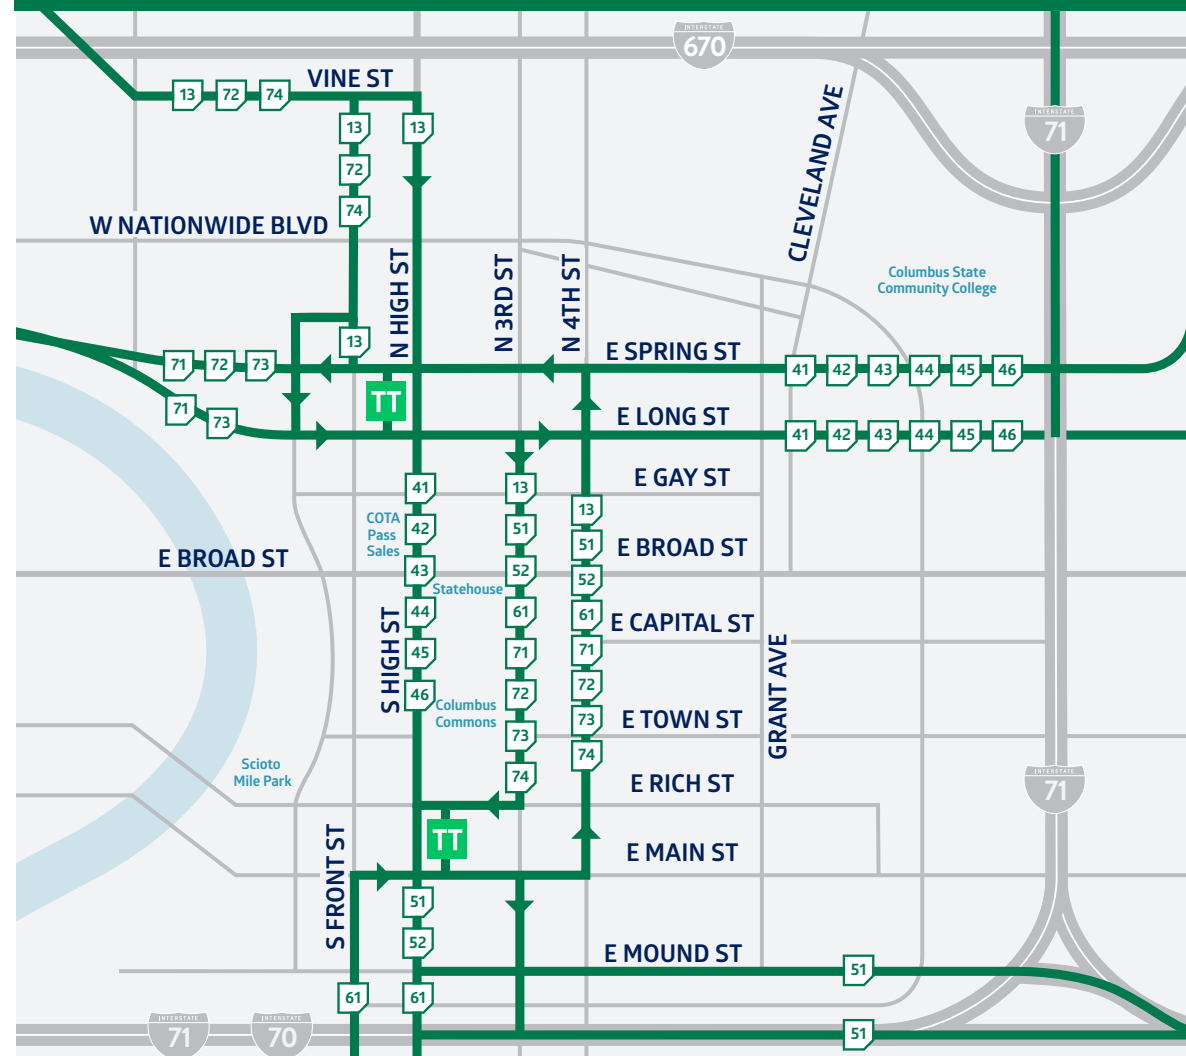 INTERSTATE
670
VINE ST
13
72
74
13
13
72
74
INTERSTATE
71
CLEVELAND AVE
W NATIONWIDE BLVD
N HIGH ST
N 3RD ST
N 4TH ST
Columbus State
Community College
13
E SPRING ST
71
72
73
41
42
43
44
45
46
TT
71
73
E LONG ST
41
42
43
44
45
46
E GAY ST
41
13
13
COTA
Pass
Sales
42
51
51
E BROAD ST
E BROAD ST
43
52
52
Statehouse
44
61
61
E CAPITAL ST
S HIGH ST
45
71
71
GRANT AVE
46
72
72
Columbus
Commons
73
73
E TOWN ST
74
74
Scioto
Mile Park
E RICH ST
INTERSTATE
71
TT
E MAIN ST
S FRONT ST
51
52
E MOUND ST
51
61
61
INTERSTATE
71
INTERSTATE
70
51